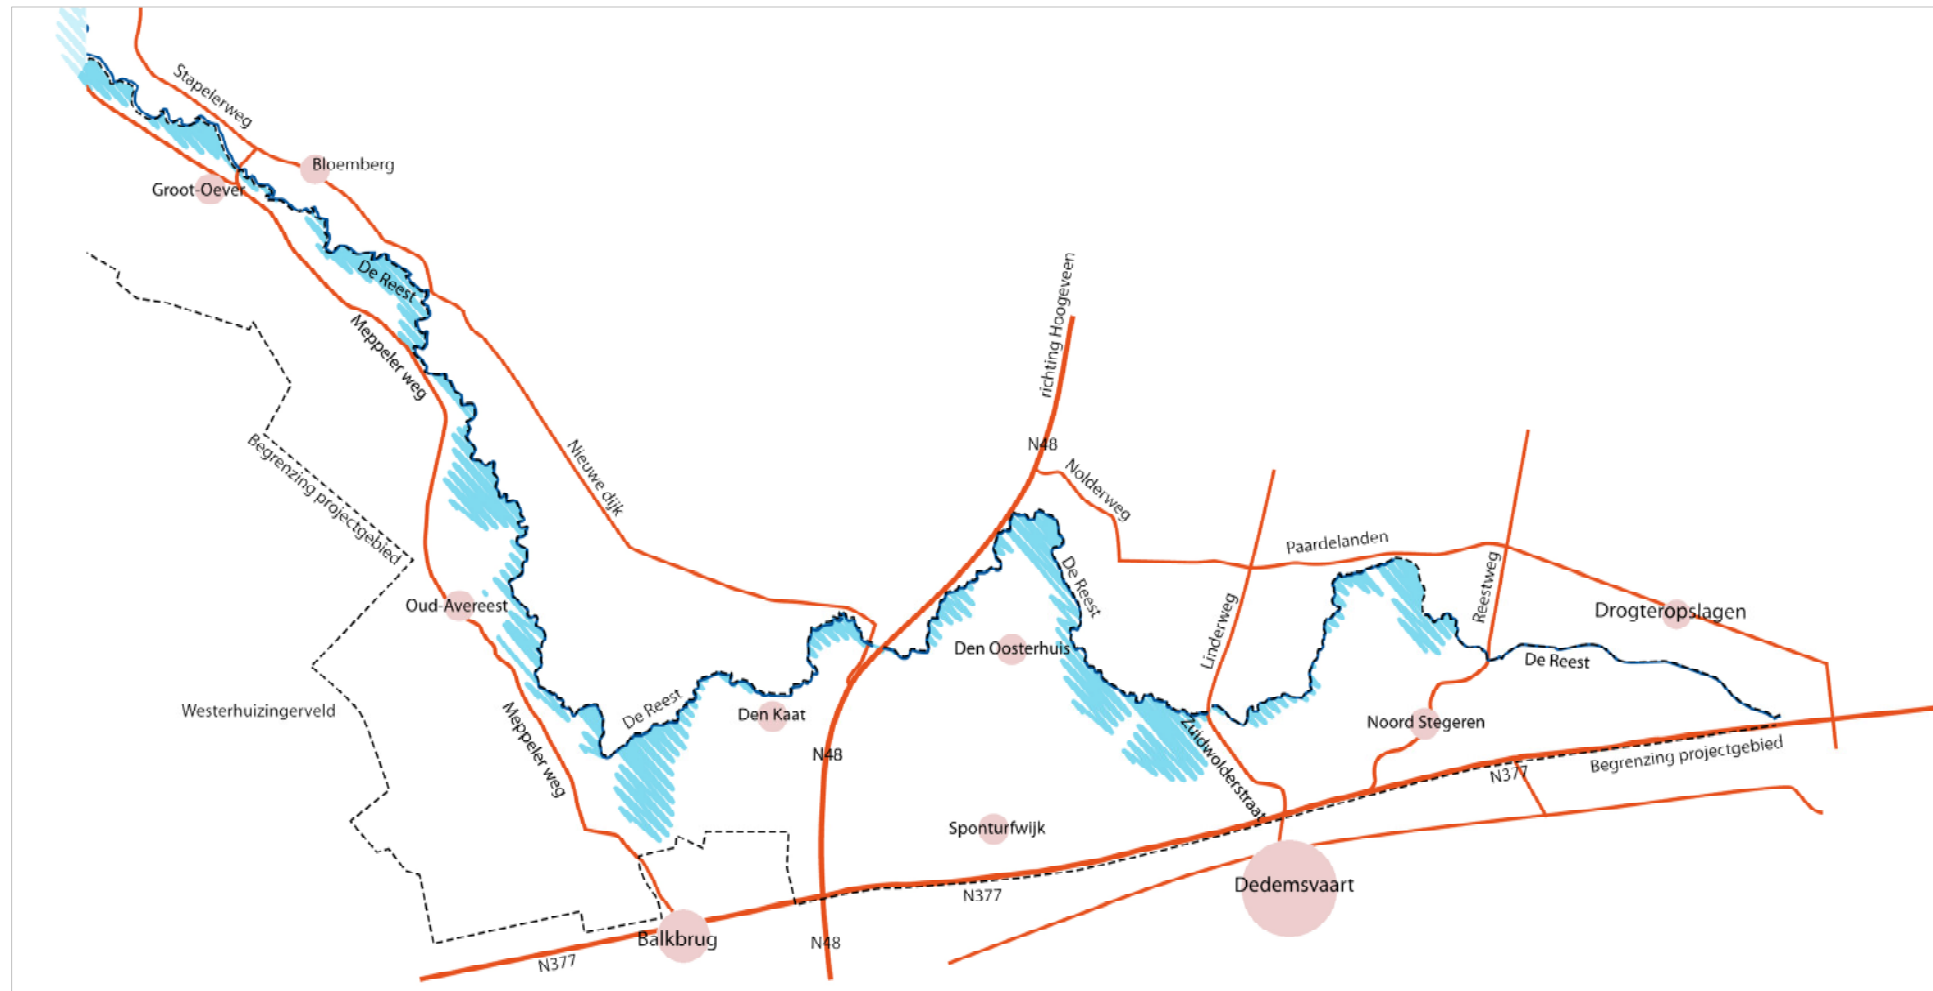 Stapelerweg
Bloemberg
Groot-Oever
De Reest
richting Hoogeveen
Meppeler weg
Begrenzing projectgebied
Nieuwe dijk
N48
Nolderweg
Paardelanden
De Reest
Reestweg
Oud-Avereest
Drogteropslagen
Linderweg
Den Oosterhuis
De Reest
Westerhuizingerveld
De Reest
Den Kaat
Noord Stegeren
Meppeler weg
Zuidwolderstraat
N48
Begrenzing projectgebied
N377
Sponturfwijk
N377
Dedemsvaart
Balkbrug
N48
N377